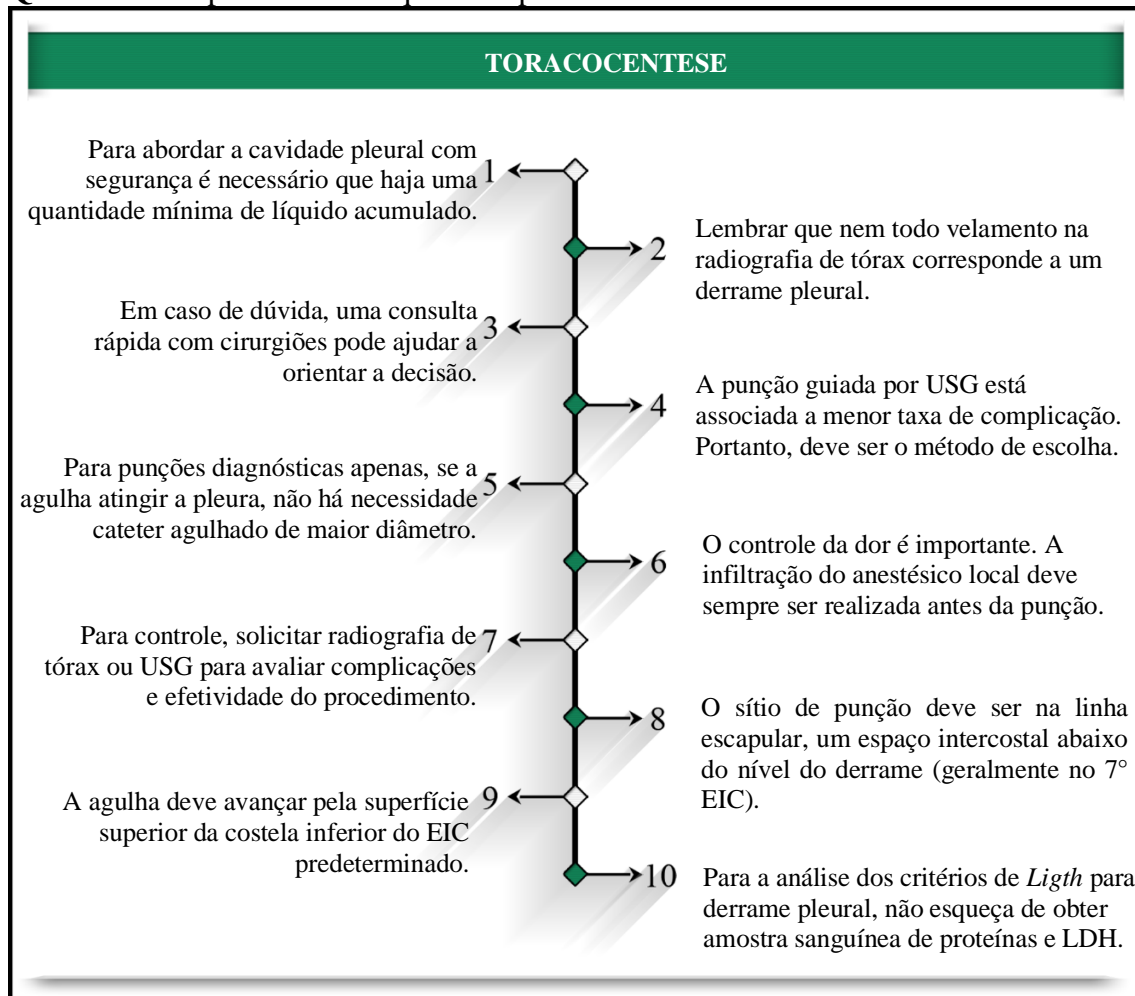 TORACOCENTESE
Para abordar a cavidade pleural com
segurança é necessário que haja uma
quantidade mínima de líquido acumulado.
1
2
Lembrar que nem todo velamento na
radiografia de tórax corresponde a um
derrame pleural.
Em caso de dúvida, uma consulta
rápida com cirurgiões pode ajudar a
orientar a decisão.
3
4
A punção guiada por USG está
associada a menor taxa de complicação.
Portanto, deve ser o método de escolha.
Para punções diagnósticas apenas, se a
agulha atingir a pleura, não há necessidade
cateter agulhado de maior diâmetro.
5
6
O controle da dor é importante. A
infiltração do anestésico local deve
sempre ser realizada antes da punção.
Para controle, solicitar radiografia de
tórax ou USG para avaliar complicações
e efetividade do procedimento.
7
8
O sítio de punção deve ser na linha
escapular, um espaço intercostal abaixo
do nível do derrame (geralmente no 7°
EIC).
A agulha deve avançar pela superfície
superior da costela inferior do EIC
predeterminado.
9
10
Para a análise dos critérios de Ligth para
derrame pleural, não esqueça de obter
amostra sanguínea de proteínas e LDH.